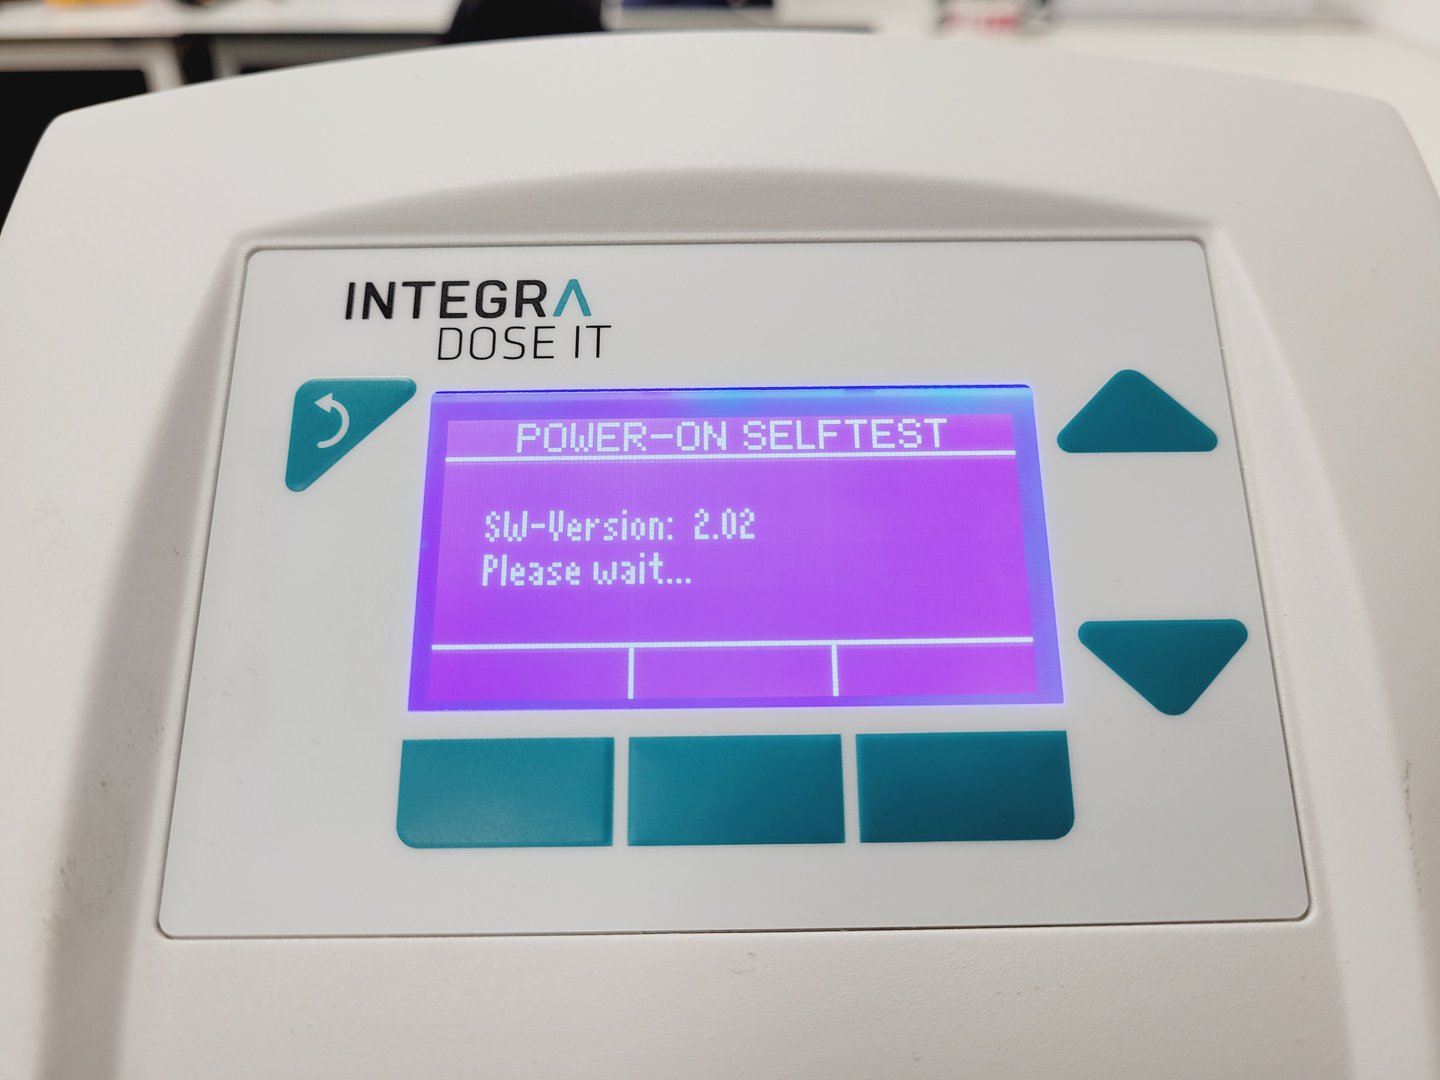 INTEGRA
DOSE IT
POWER-ON SELFTEST
SW-Version: 2.02
Please wait...